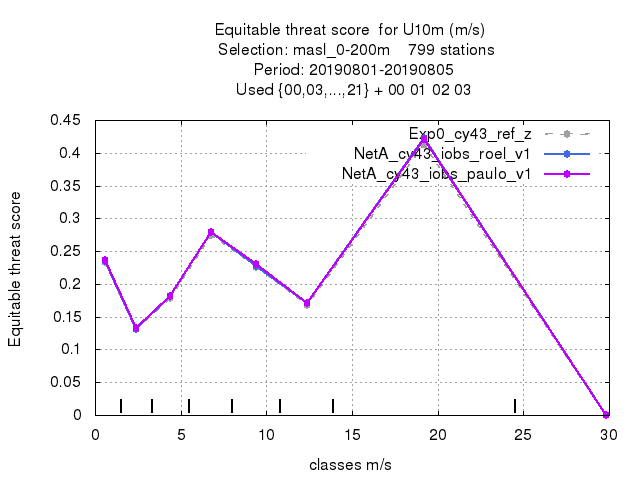 Equitable threat score for U10m (m/s)
Selection: masl_0-200m 799 stations
Period: 20190801-20190805
Used {00,03,...,21} + 00 01 02 03
Exp0_cy43_ref_z
NetA_cy43_iobs_roel_v1
NetA_cy43_iobs_paulo_v1
Equitable threat score
0.45
0.4
0.35
0.3
0.25
0.2
0.15
0.1
0.05
0
0 5 10 15 20 25 30
classes m/s